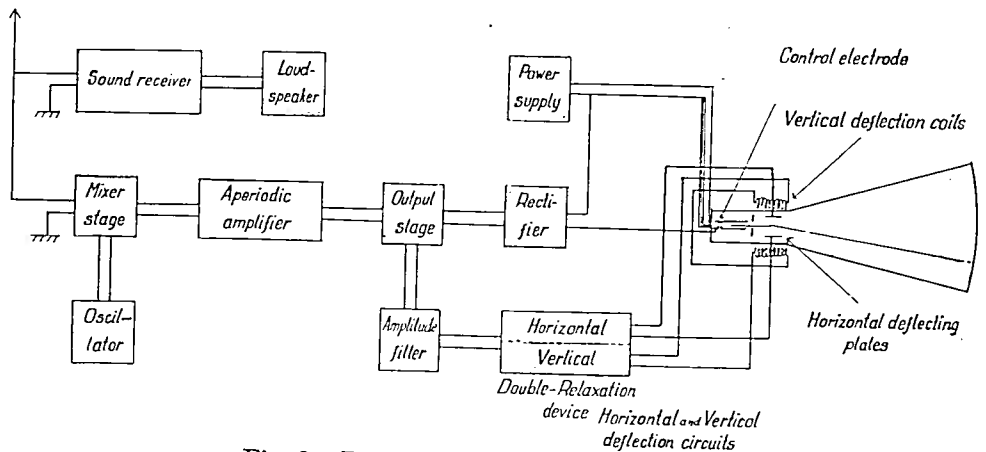 Sound receiver
Loud-
speaker
Power
supply
Control electrode
Vertical deflection coils
Mixer
stage
Aperiodic
amplifier
Output
stage
Recti-
fier
Oscil-
lator
Amplitude
filter
Horizontal
Vertical
Horizontal deflecting
plates
Double-Relaxation
device
Horizontal and Vertical
deflection circuits